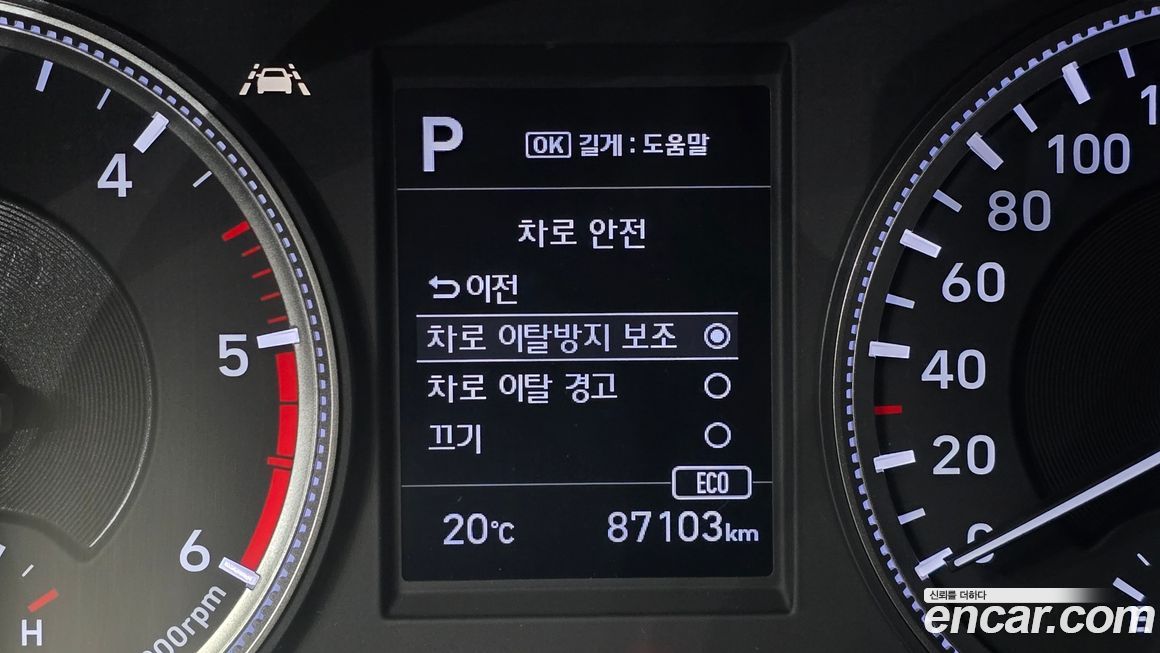 P
OK 길게 : 도움말
차로 안전
이전
차로 이탈방지 보조
차로 이탈 경고
끄기
ECO
20℃ 87103km
4
5
6
H
100
80
60
40
20
0
신뢰를 더하다
encar.com